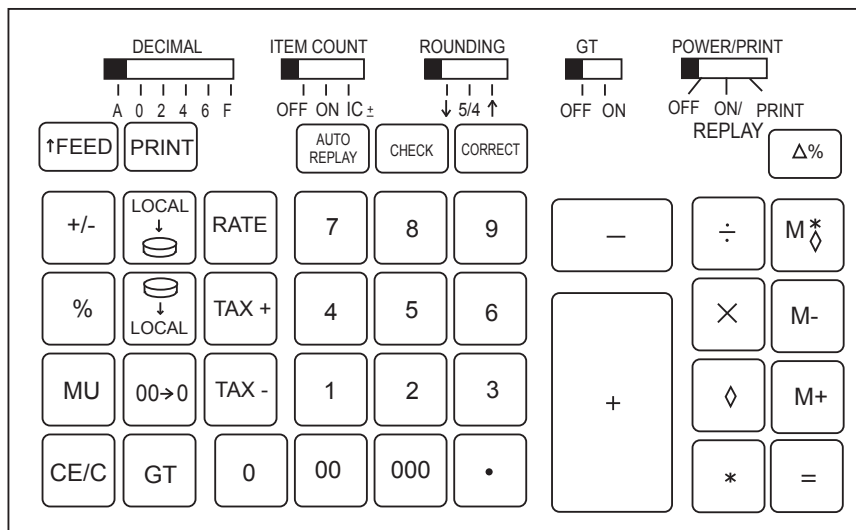 DECIMAL ITEM COUNT ROUNDING GT POWER/PRINT
A 0 2 4 6 F OFF ON IC ± ↓ 5/4 ↑ OFF ON OFF ON/ PRINT
REPLAY
↑FEED PRINT AUTO REPLAY CHECK CORRECT Δ%
+/- LOCAL ↓ RATE 7 8 9 — ÷ M*◊
% ↓ LOCAL TAX + 4 5 6 × M-
MU 00→0 TAX - 1 2 3 + ◊ M+
CE/C GT 0 00 000 • * =